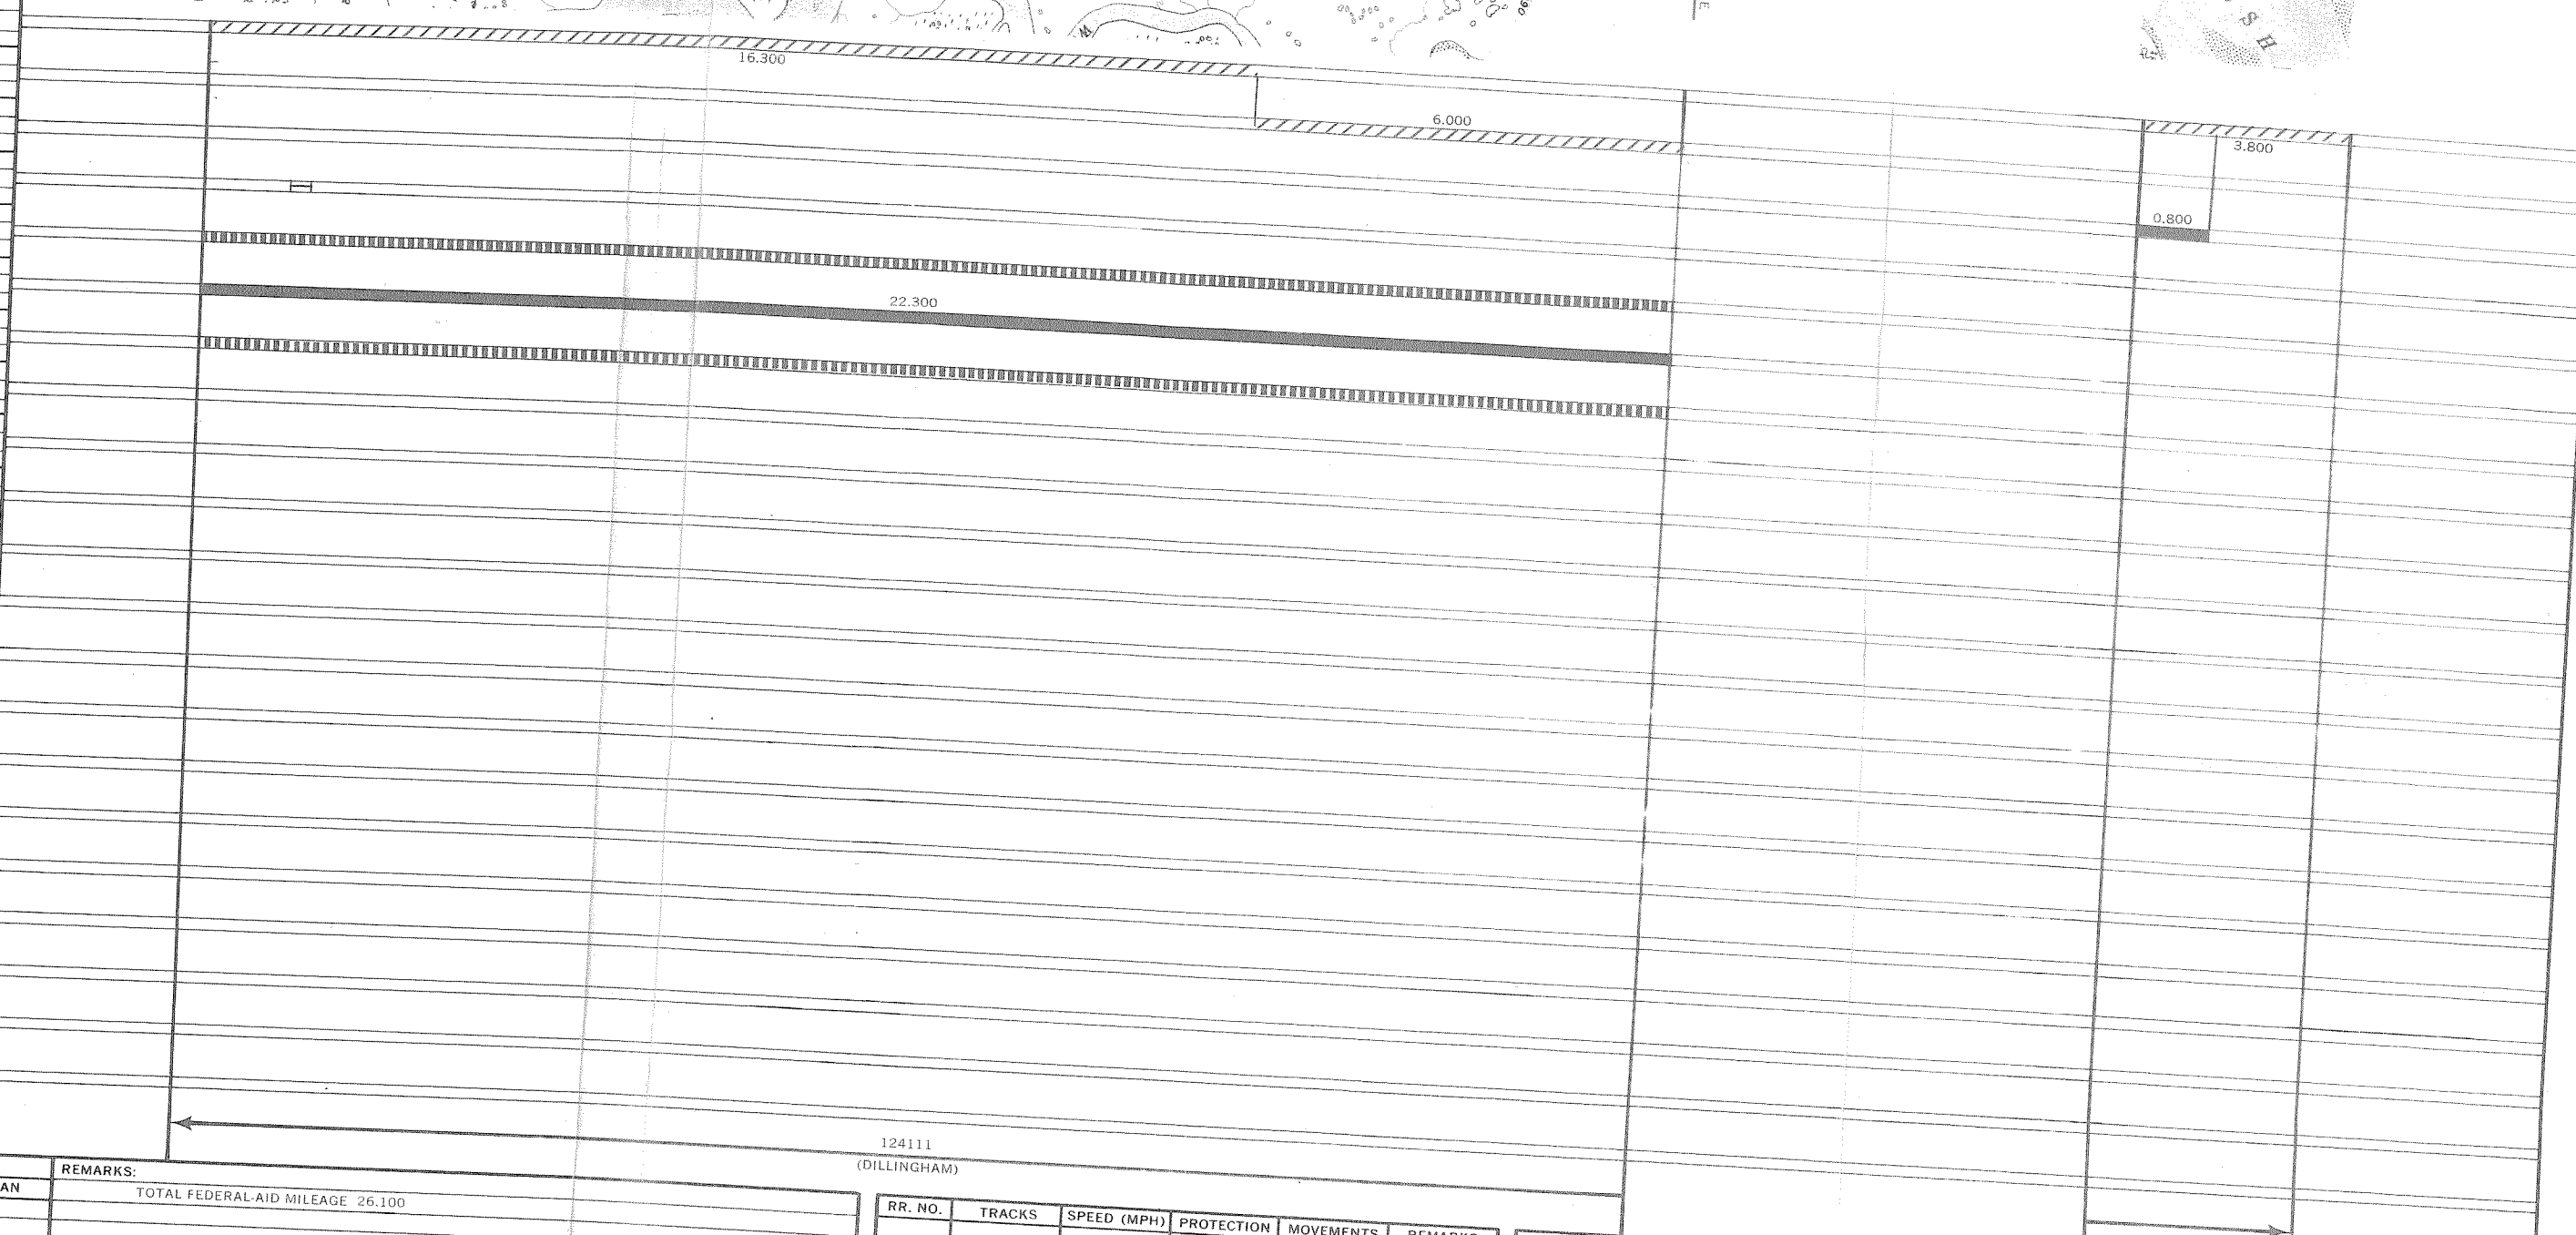 E
S
H
16.300
6.000
3.800
0.800
22.300
124111
(DILLINGHAM)
AN
REMARKS:
TOTAL FEDERAL-AID MILEAGE 26.100
RR. NO. TRACKS SPEED (MPH) PROTECTION MOVEMENTS REMARKS